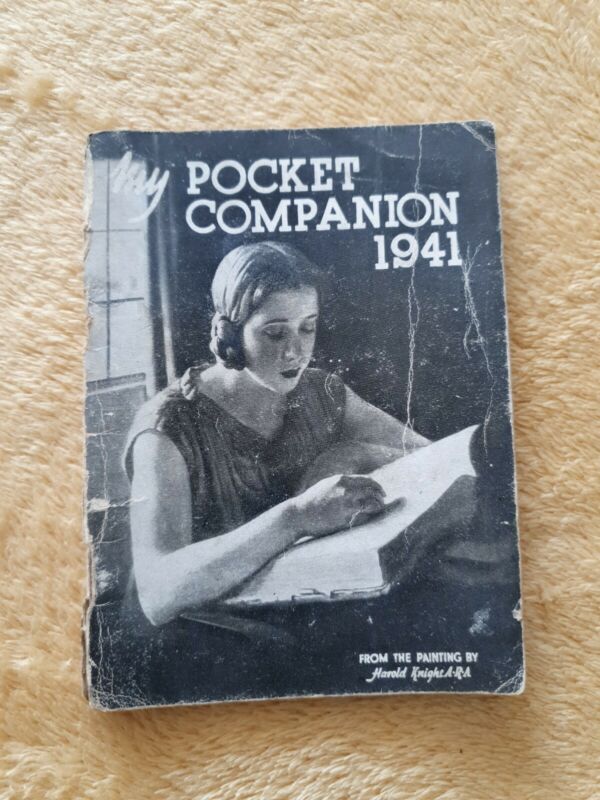 My POCKET
COMPANION
1941
FROM THE PAINTING BY
Harold Knight A·R·A